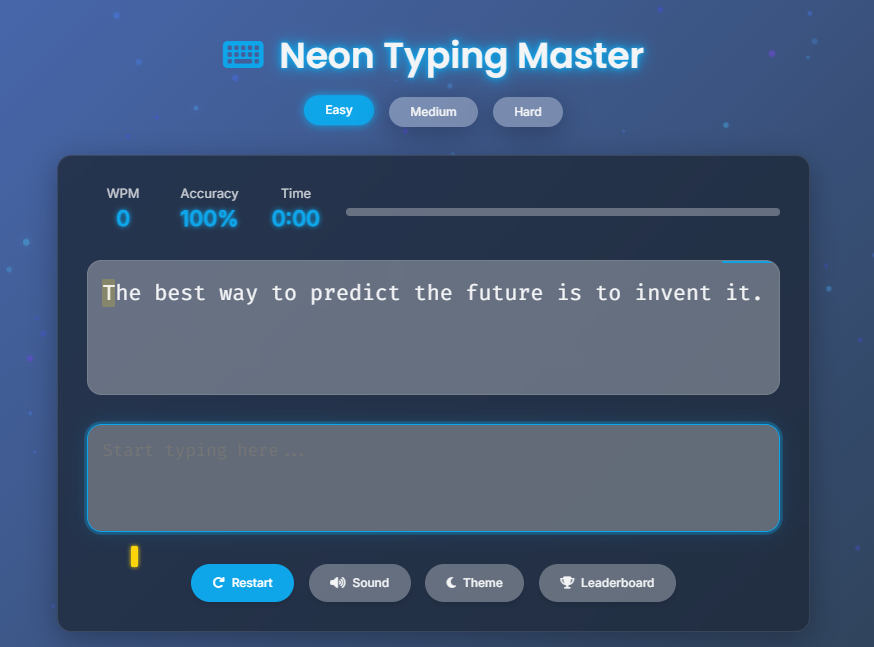 Neon Typing Master
Easy Medium Hard
WPM Accuracy Time
0 100% 0:00
The best way to predict the future is to invent it.
Start typing here...
Restart Sound Theme Leaderboard